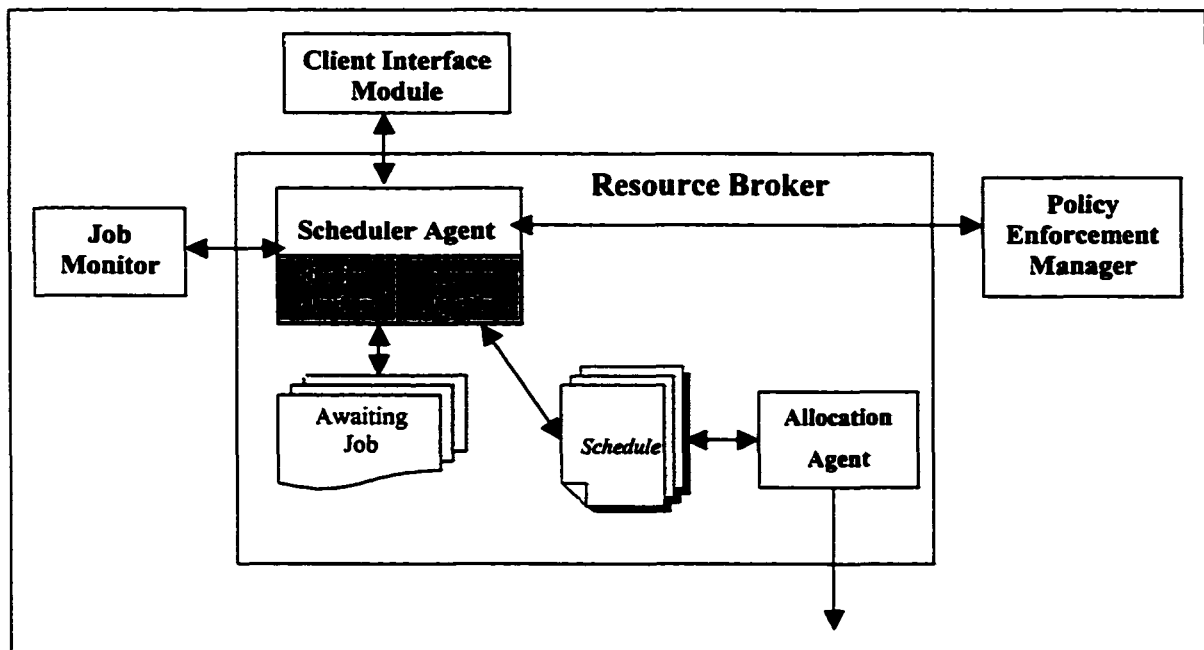 Client Interface
Module
Resource Broker
Scheduler Agent
Job
Monitor
Policy
Enforcement
Manager
Awaiting
Job
Schedule
Allocation
Agent